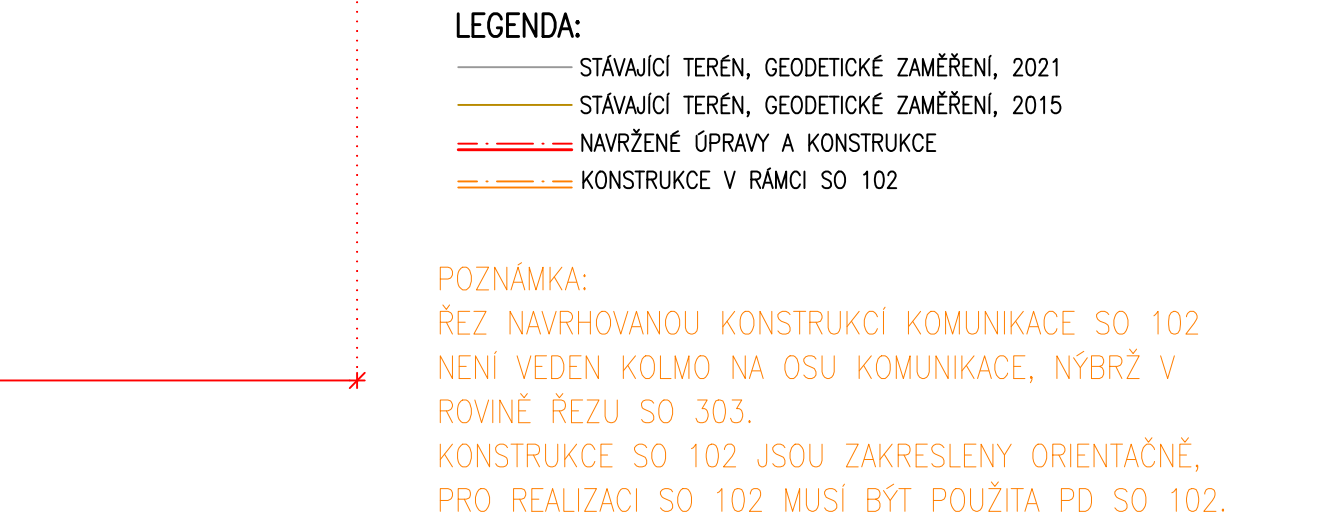 LEGENDA:
STÁVAJÍCÍ TERÉN, GEODETICKÉ ZAMĚŘENÍ, 2021
STÁVAJÍCÍ TERÉN, GEODETICKÉ ZAMĚŘENÍ, 2015
NAVRŽENÉ ÚPRAVY A KONSTRUKCE
KONSTRUKCE V RÁMCI SO 102
POZNÁMKA:
ŘEZ NAVRHOVANOU KONSTRUKCÍ KOMUNIKACE SO 102
NENÍ VEDEN KOLMO NA OSU KOMUNIKACE, NÝBRŽ V
ROVINĚ ŘEZU SO 303.
KONSTRUKCE SO 102 JSOU ZAKRESLENY ORIENTAČNĚ,
PRO REALIZACI SO 102 MUSÍ BÝT POUŽITA PD SO 102.